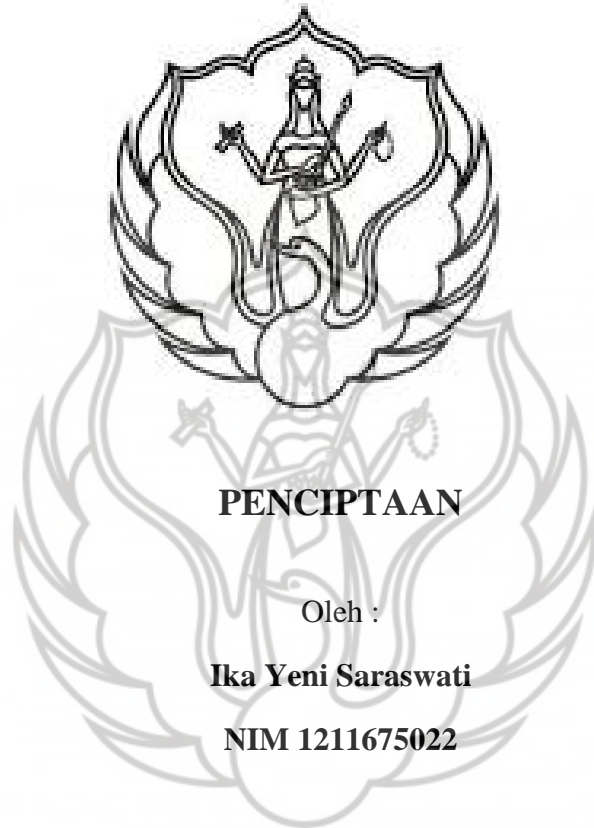 PENCIPTAAN
Oleh :
Ika Yeni Saraswati
NIM 1211675022